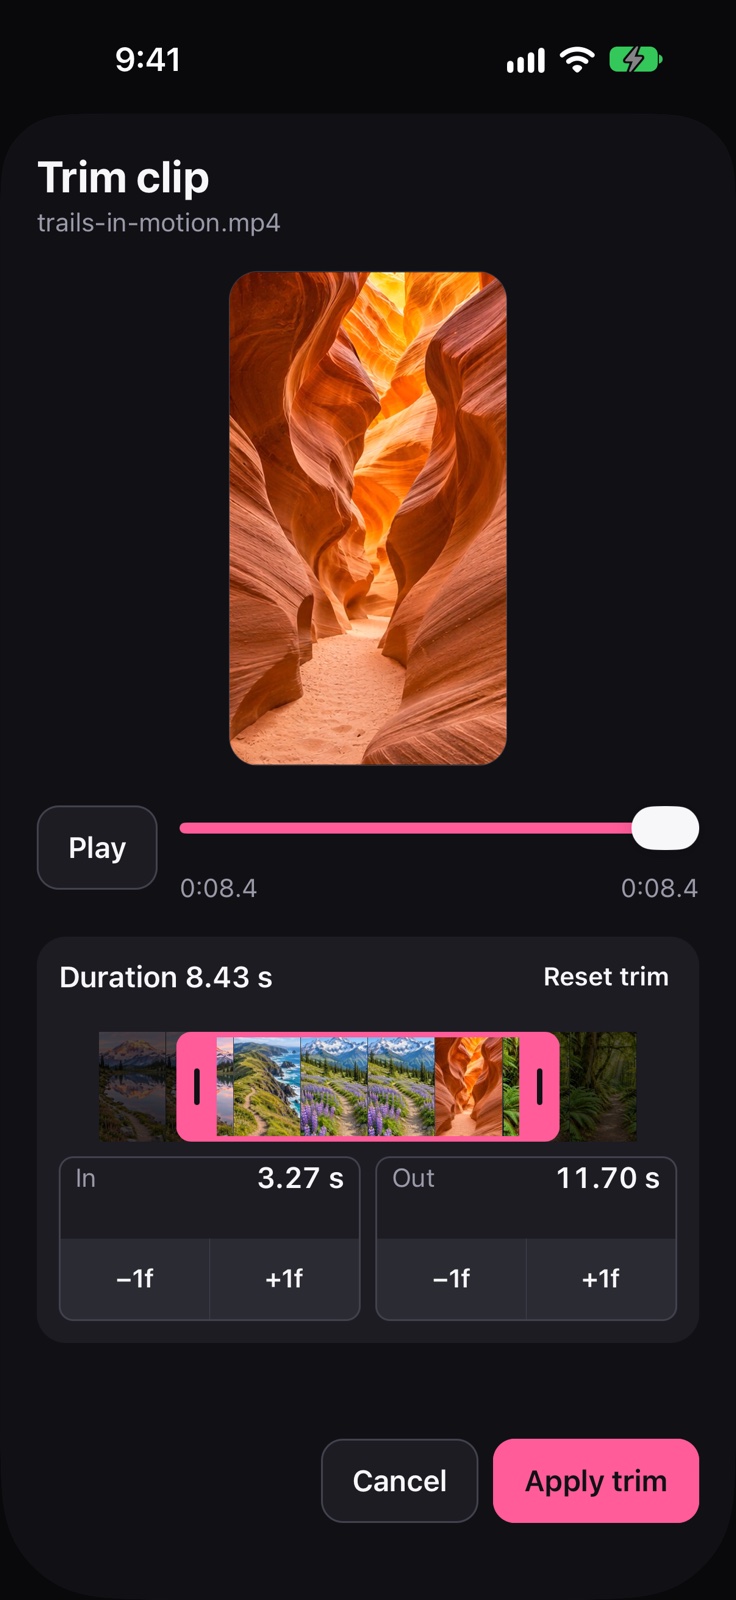 9:41
Trim clip
trails-in-motion.mp4
Play
0:08.4 0:08.4
Duration 8.43 s Reset trim
In 3.27 s Out 11.70 s
−1f +1f −1f +1f
Cancel Apply trim